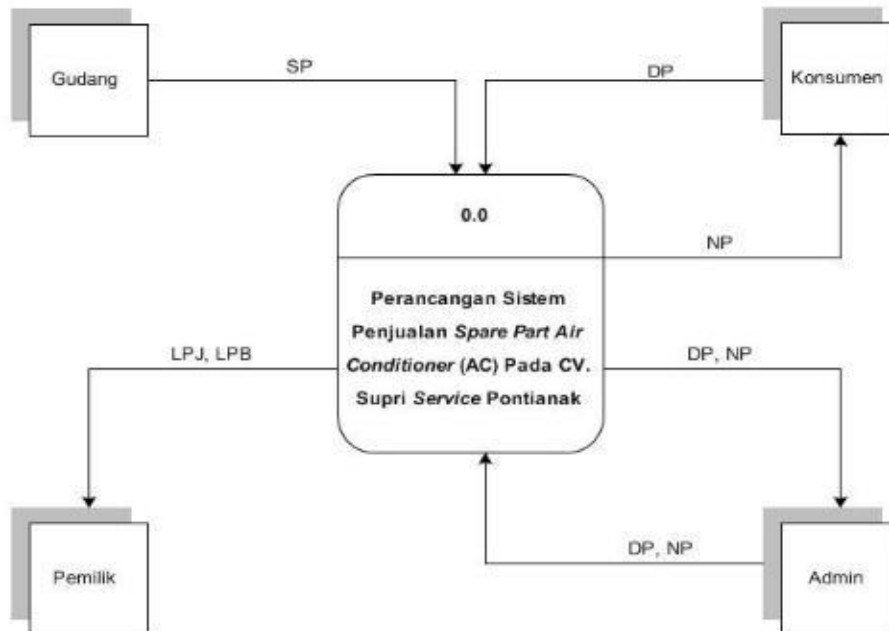 SP
DP
Gudang
Konsumen
0.0
NP
Perancangan Sistem
Penjualan Spare Part Air
Conditioner (AC) Pada CV.
Supri Service Pontianak
LPJ, LPB
DP, NP
DP, NP
Pemilik
Admin